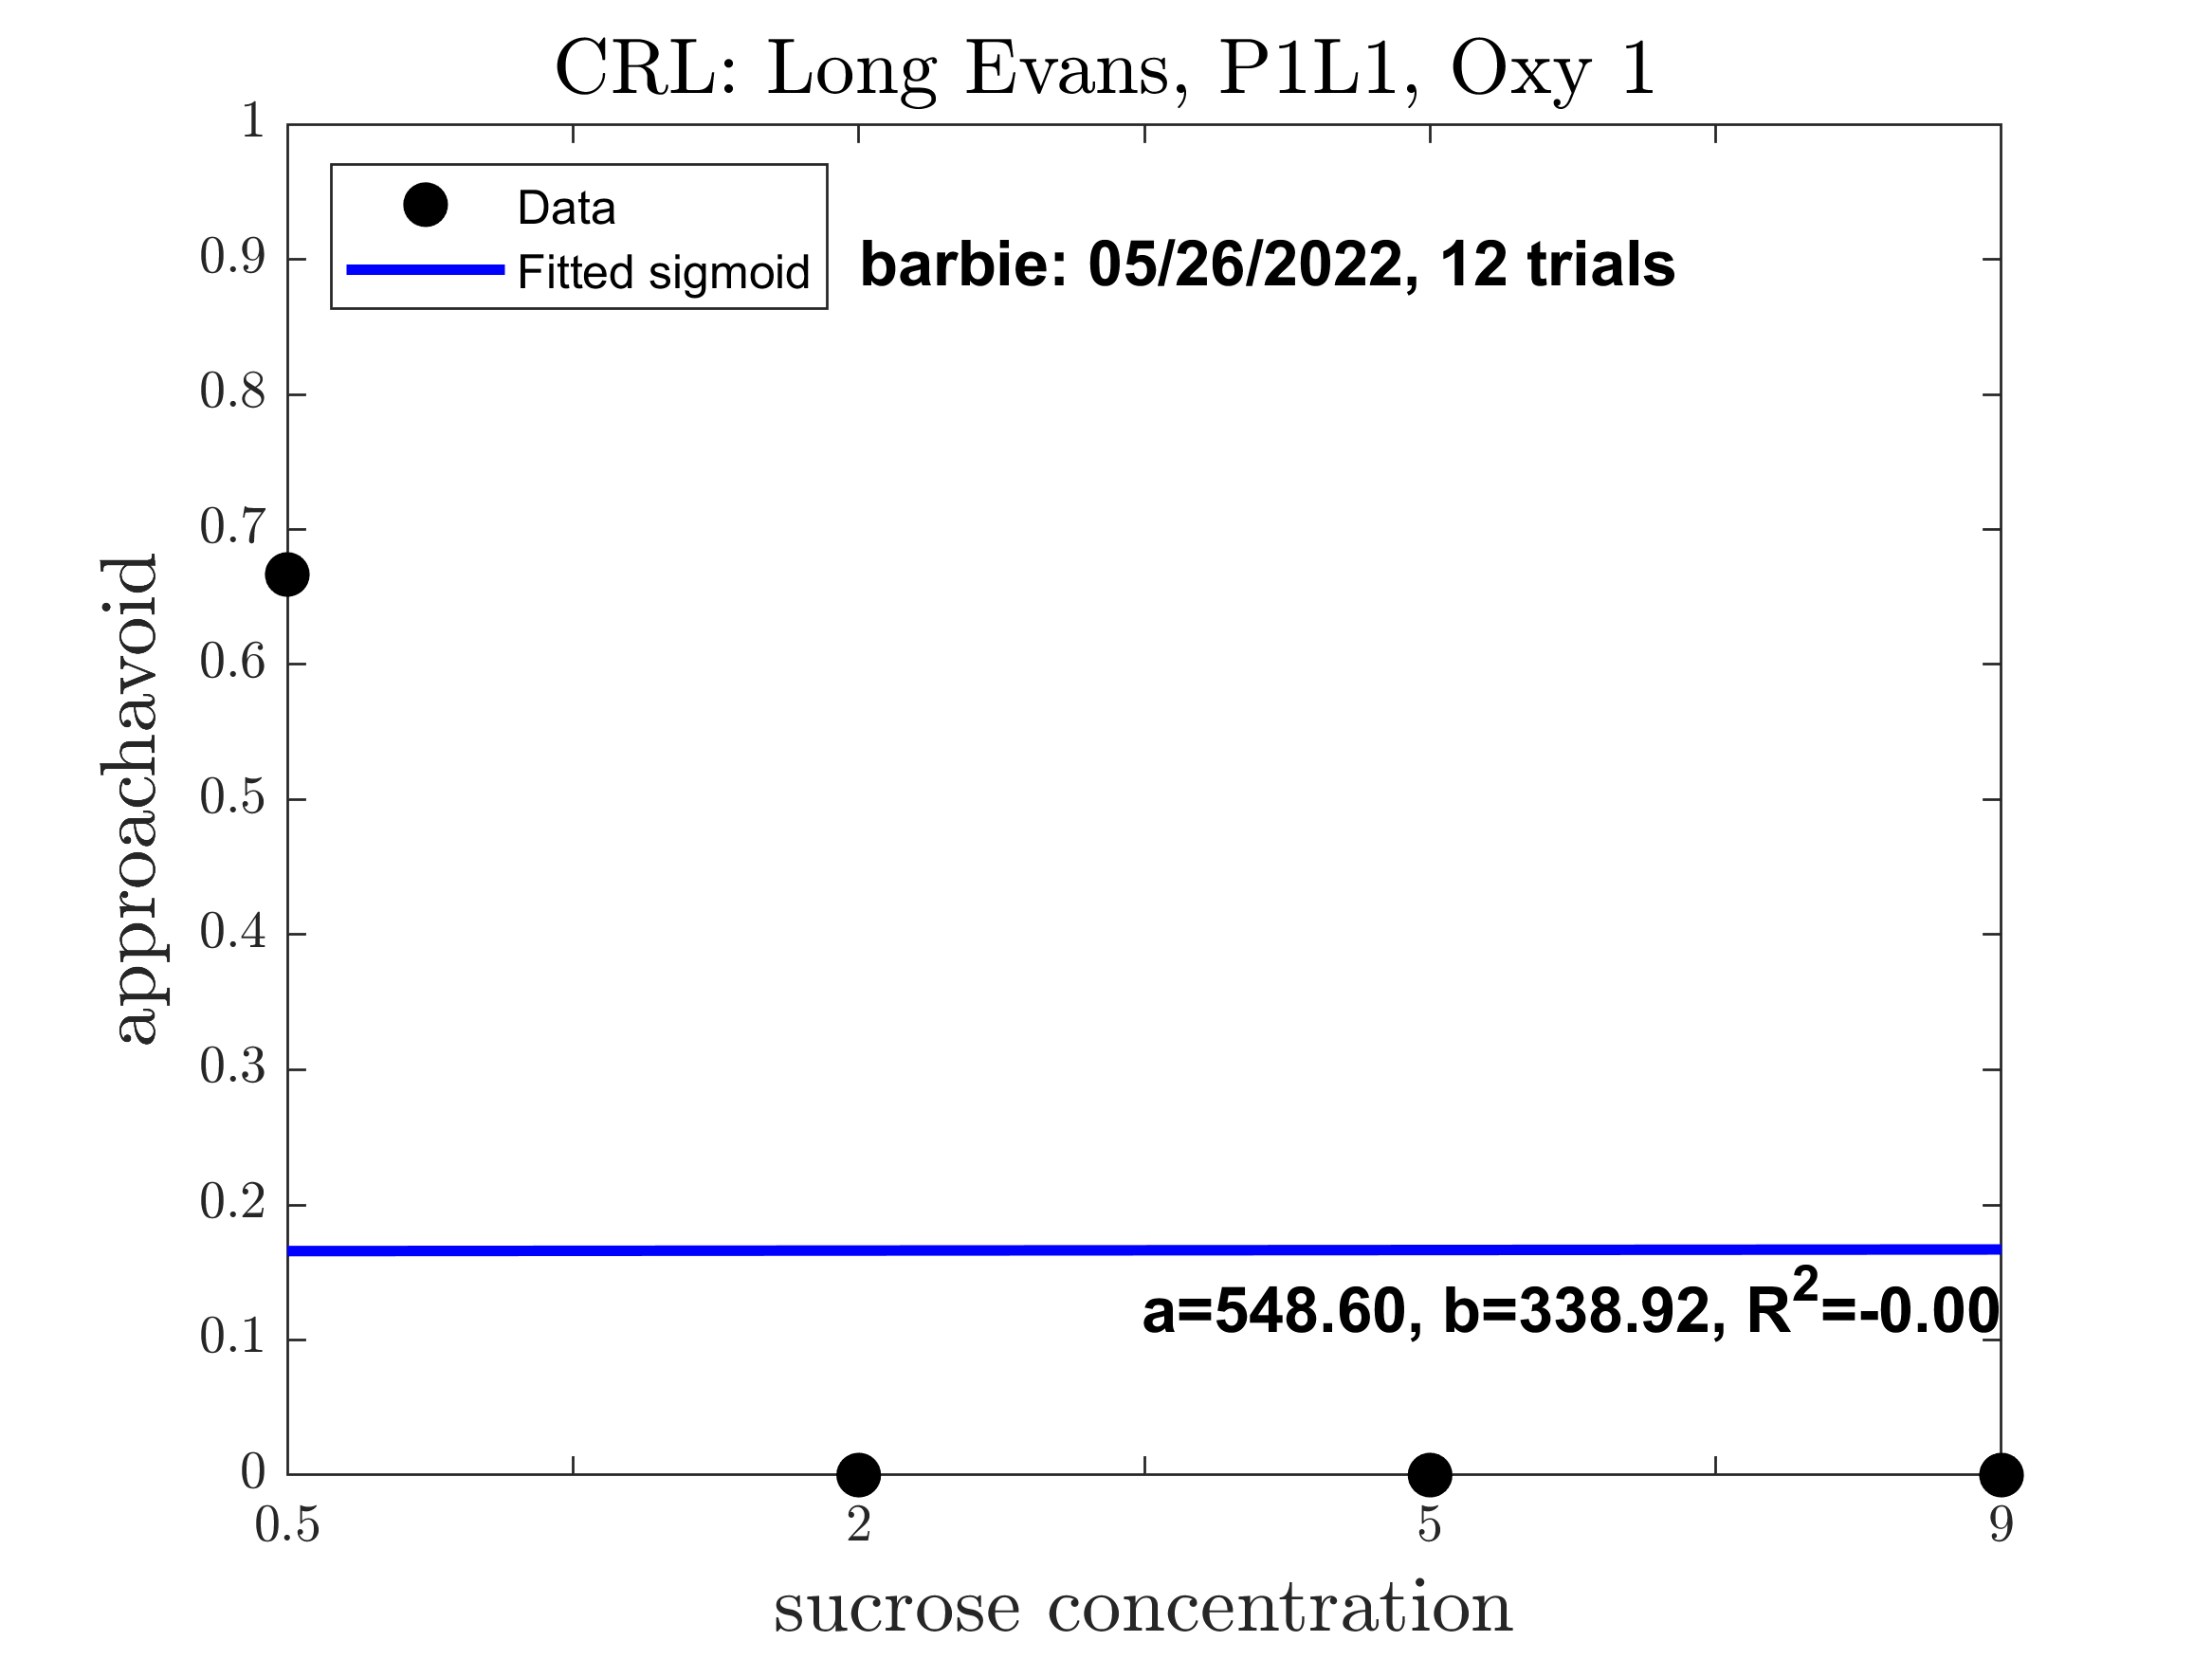 CRL: Long Evans, P1L1, Oxy 1
1
Data
Fitted sigmoid
barbie: 05/26/2022, 12 trials
0.9
0.8
0.7
0.6
0.5
0.4
0.3
0.2
0.1
0
approachavoid
a=548.60, b=338.92, R²=-0.00
0.5 2 5 9
sucrose concentration